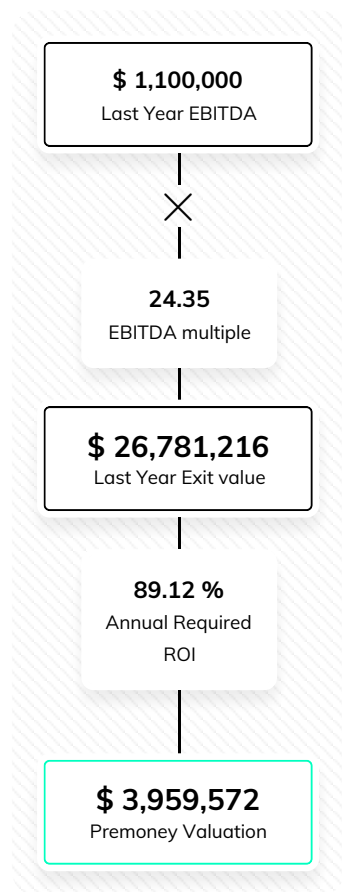 $ 1,100,000
Last Year EBITDA
24.35
EBITDA multiple
$ 26,781,216
Last Year Exit value
89.12 %
Annual Required
ROI
$ 3,959,572
Premoney Valuation